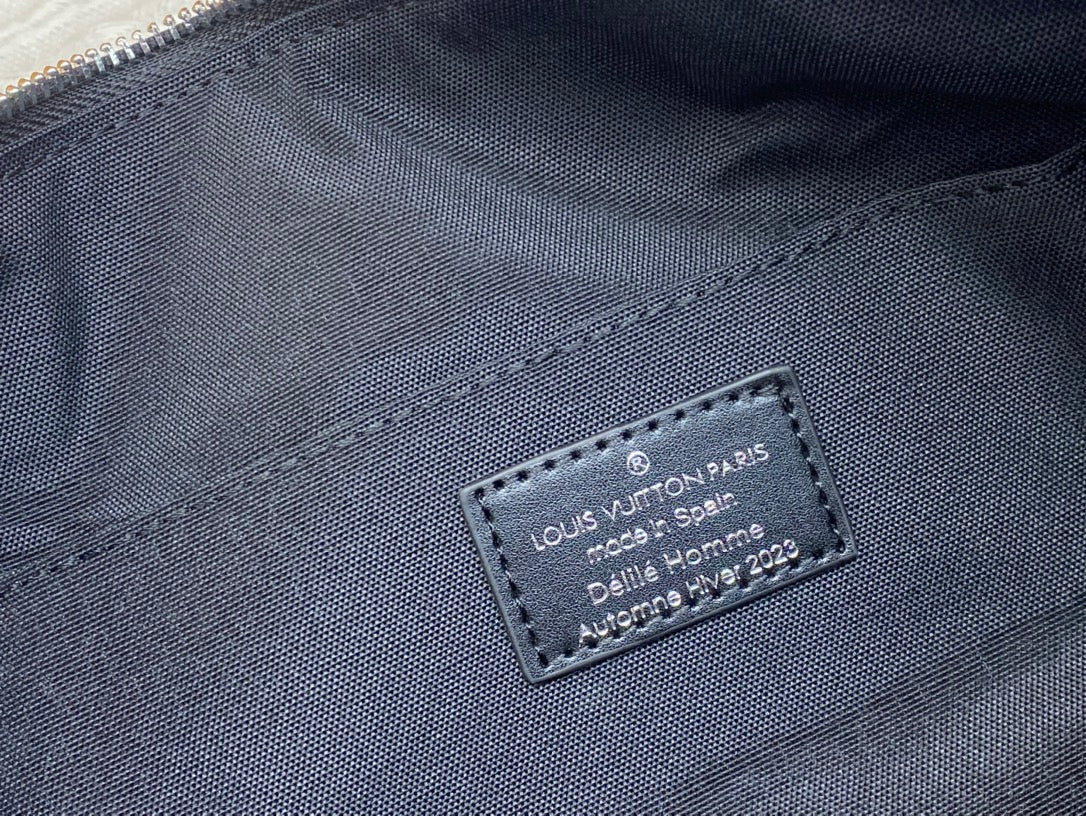 ®
LOUIS VUITTON PARIS
made in Spain
Défilé Homme
Automne Hiver 2023